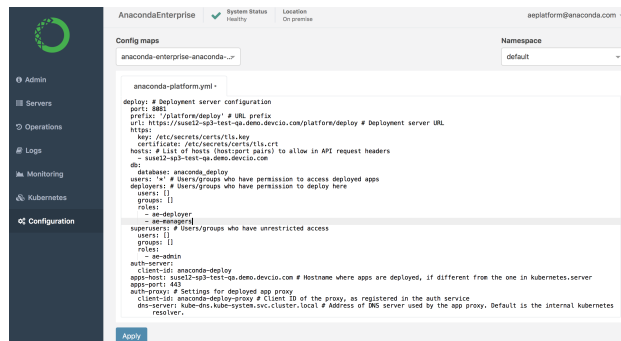 AnacondaEnterprise
System Status
Healthy
Location
On premise
aeplatform@anaconda.com
Config maps
anaconda-enterprise-anaconda-...
Namespace
default
Admin
Servers
Operations
Logs
Monitoring
Kubernetes
Configuration
anaconda-platform.yml
deploy: # Deployment server configuration
port: 8081
prefix: '/platform/deploy' # URL prefix
url: https://suse12-sp3-test-qa.demo.devcio.com/platform/deploy # Deployment server URL
https:
key: /etc/secrets/certs/tls.key
certificate: /etc/secrets/certs/tls.crt
hosts: # List of hosts (host:port pairs) to allow in API request headers
- suse12-sp3-test-qa.demo.devcio.com
db:
database: anaconda_deploy
users: '*' # Users/groups who have permission to access deployed apps
deployers: # Users/groups who have permission to deploy here
users: []
groups: []
roles:
- ae-deployer
- ae-managers
superusers: # Users/groups who have unrestricted access
users: []
groups: []
roles:
- ae-admin
auth-server:
client-id: anaconda-deploy
apps-host: suse12-sp3-test-qa.demo.devcio.com # Hostname where apps are deployed, if different from the one in kubernetes.server
apps-port: 443
auth-proxy: # Settings for deployed app proxy
client-id: anaconda-deploy-proxy # Client ID of the proxy, as registered in the auth service
dns-server: kube-dns.kube-system.svc.cluster.local # Address of DNS server used by the app proxy. Default is the internal kubernetes
resolver.
Apply